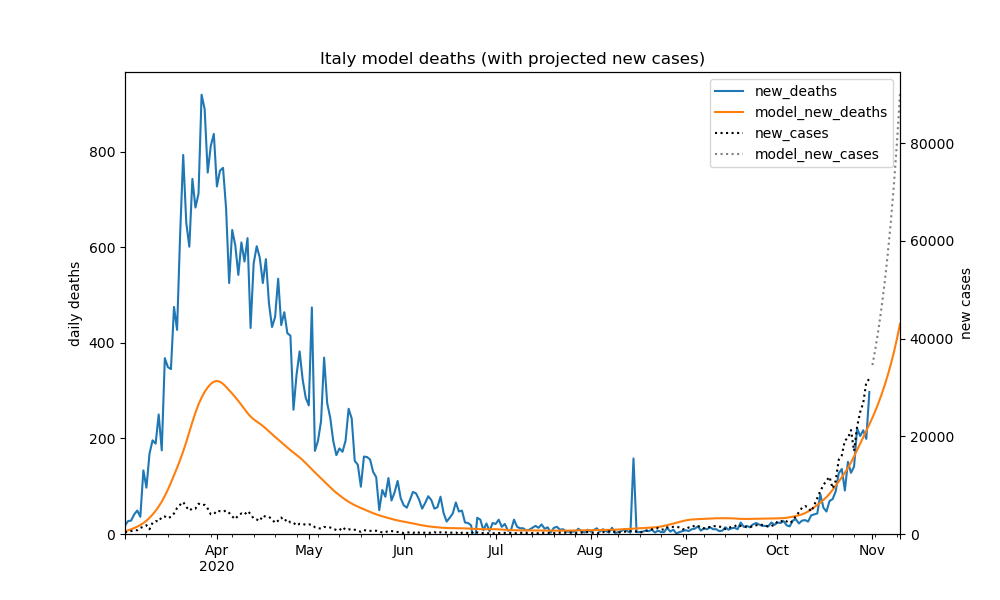 Italy model deaths (with projected new cases)
new_deaths
model_new_deaths
new_cases
model_new_cases
daily deaths
0
200
400
600
800
new cases
0
20000
40000
60000
80000
Apr
2020
May
Jun
Jul
Aug
Sep
Oct
Nov